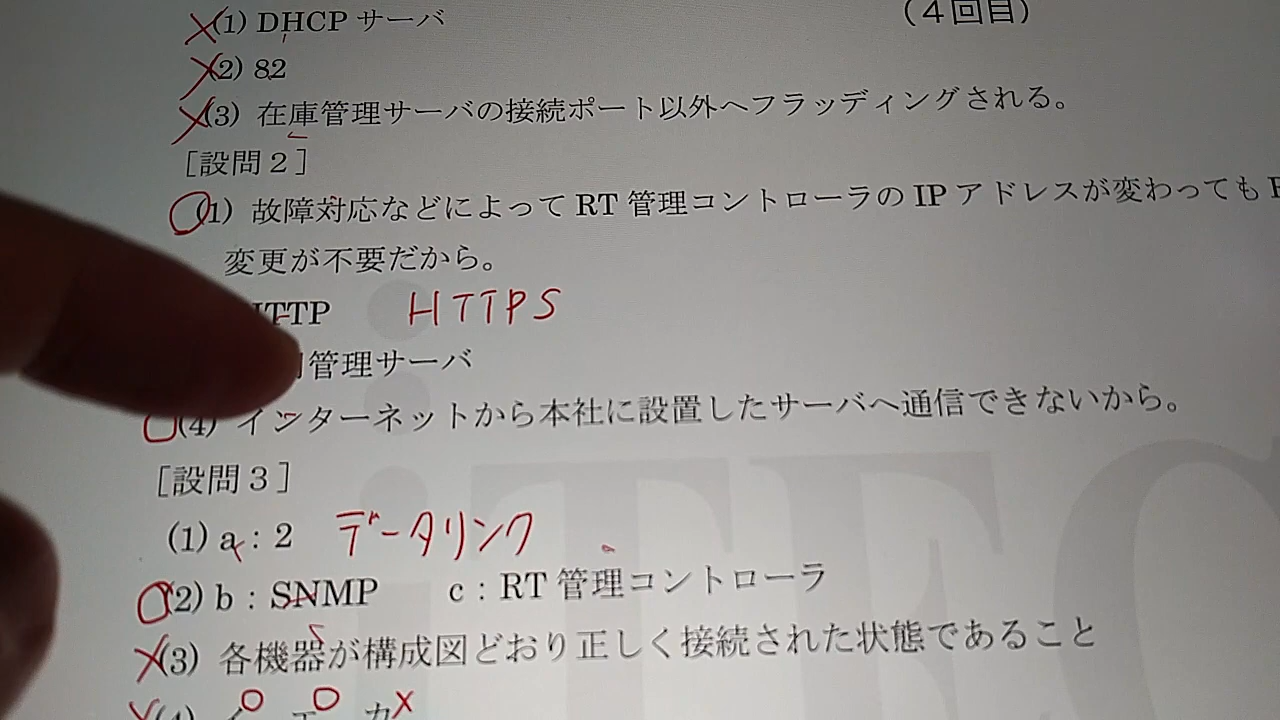 (1) DHCP サーバ
(4回目)
(2) 82
(3) 在庫管理サーバの接続ポート以外へフラッディングされる。
[設問2]
(1) 故障対応などによって RT 管理コントローラの IP アドレスが変わっても
変更が不要だから。
HTTPS
管理サーバ
(4) インターネットから本社に設置したサーバへ通信できないから。
[設問3]
(1) a : 2 データリンク
(2) b : SNMP c : RT 管理コントローラ
(3) 各機器が構成図どおり正しく接続された状態であること
iTEC